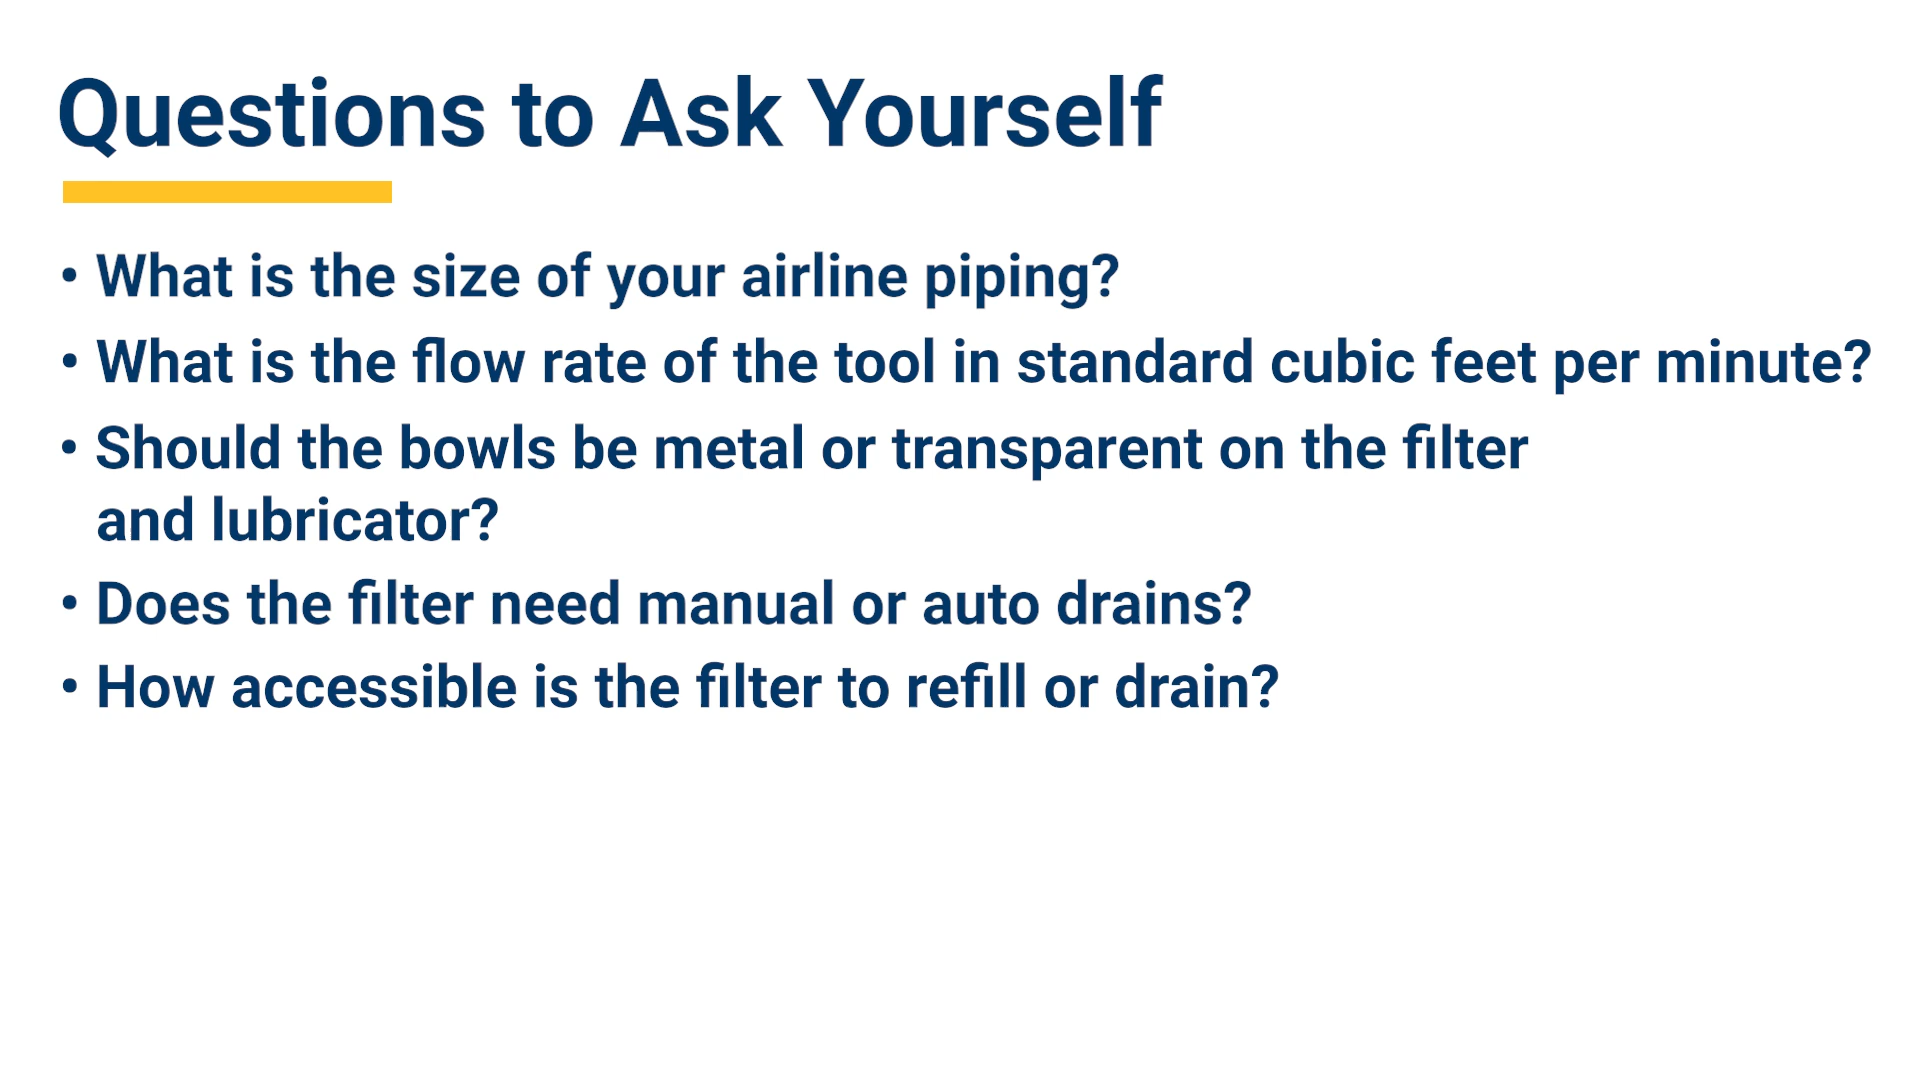 Questions to Ask Yourself
• What is the size of your airline piping?
• What is the flow rate of the tool in standard cubic feet per minute?
• Should the bowls be metal or transparent on the filter
and lubricator?
• Does the filter need manual or auto drains?
• How accessible is the filter to refill or drain?